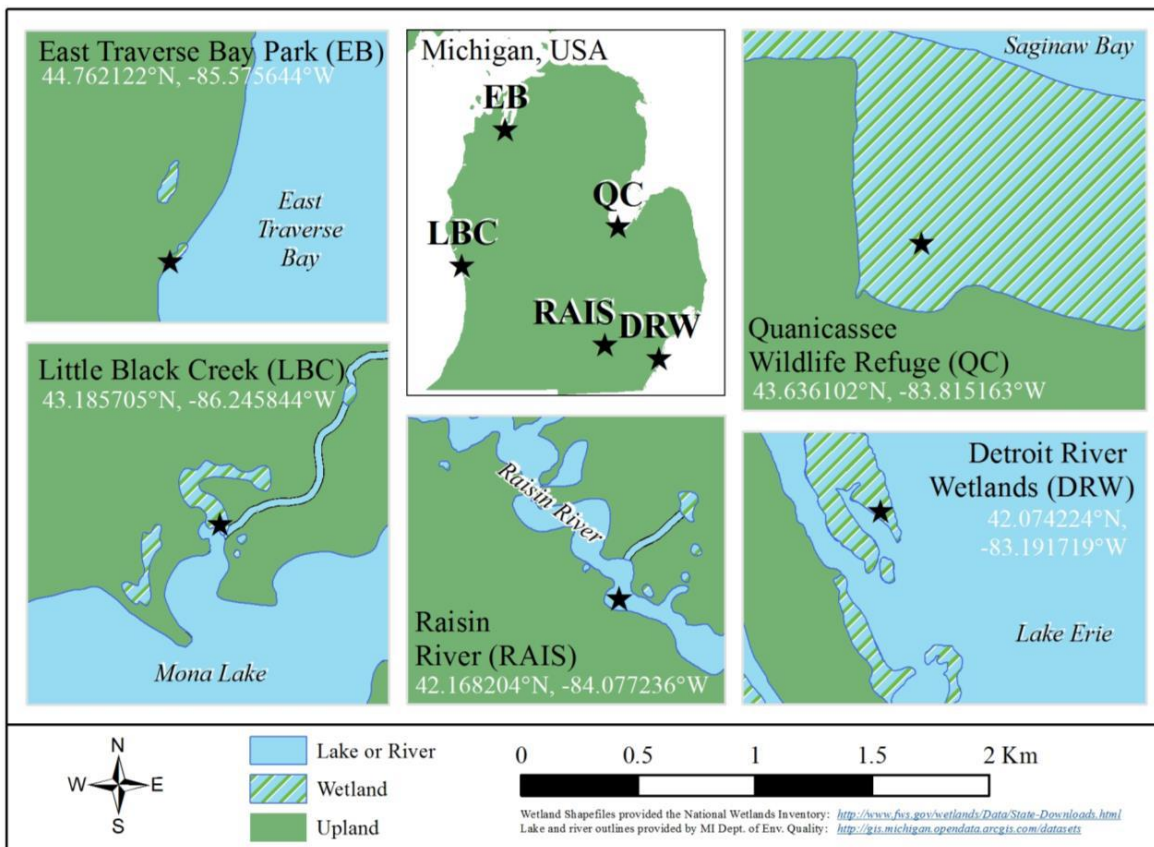 East Traverse Bay Park (EB)
44.762122°N, -85.575644°W
East
Traverse
Bay
Michigan, USA
EB
QC
LBC
RAIS
DRW
Saginaw Bay
Quanicassee
Wildlife Refuge (QC)
43.636102°N, -83.815163°W
Little Black Creek (LBC)
43.185705°N, -86.245844°W
Mona Lake
Raisin River
Raisin
River (RAIS)
42.168204°N, -84.077236°W
Detroit River
Wetlands (DRW)
42.074224°N,
-83.191719°W
Lake Erie
N
W
E
S
Lake or River
Wetland
Upland
0 0.5 1 1.5 2 Km
Wetland Shapefiles provided the National Wetlands Inventory: http://www.fws.gov/wetlands/Data/State-Downloads.html
Lake and river outlines provided by MI Dept. of Env. Quality: http://gis.michigan.opendata.arcgis.com/datasets